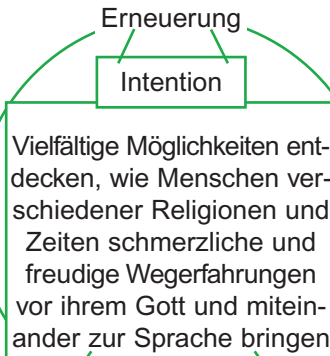 Erneuerung
Intention
Vielfältige Möglichkeiten ent-
decken, wie Menschen ver-
schiedener Religionen und
Zeiten schmerzliche und
freudige Wegerfahrungen
vor ihrem Gott und mitein-
ander zur Sprache bringen